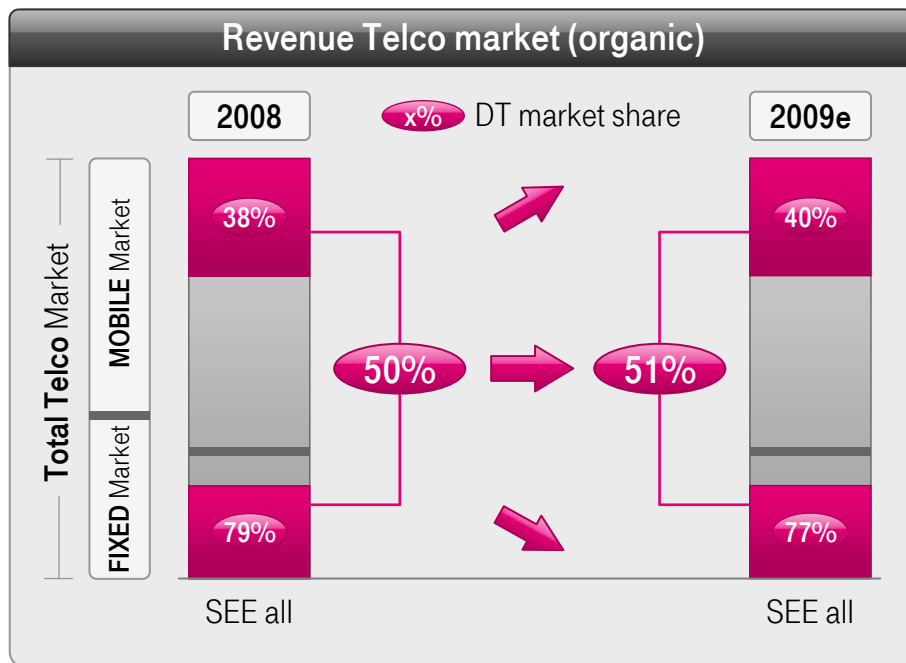 Revenue Telco market (organic)
2008
x% DT market share
2009e
Total Telco Market
MOBILE Market
FIXED Market
38%
40%
50%
51%
79%
77%
SEE all
SEE all